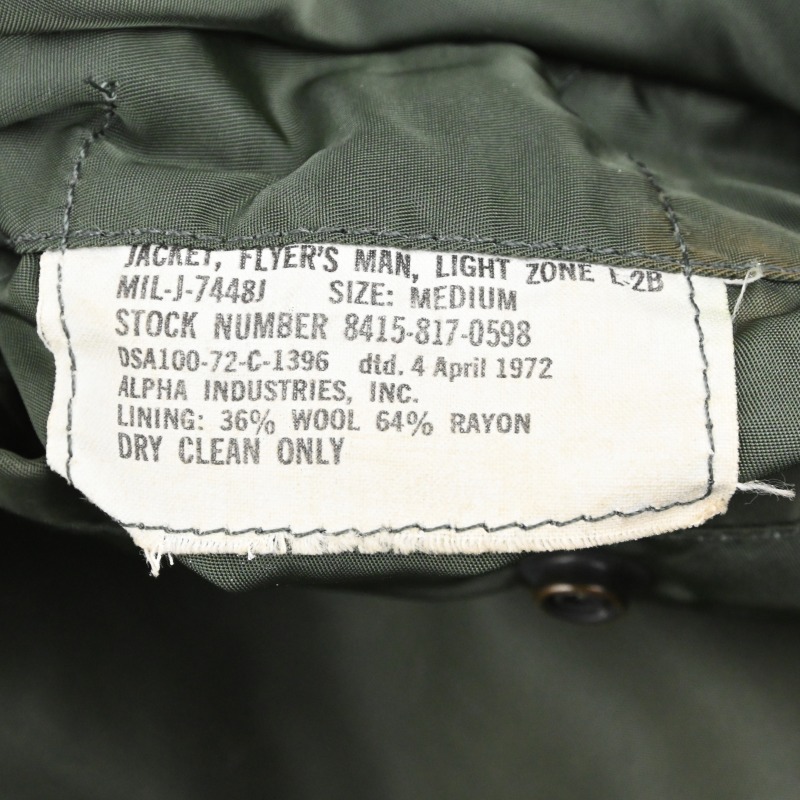 JACKET, FLYER'S MAN, LIGHT ZONE L-2B
MIL-J-7448J SIZE: MEDIUM
STOCK NUMBER 8415-817-0598
DSA100-72-C-1396 dtd. 4 April 1972
ALPHA INDUSTRIES, INC.
LINING: 36% WOOL 64% RAYON
DRY CLEAN ONLY